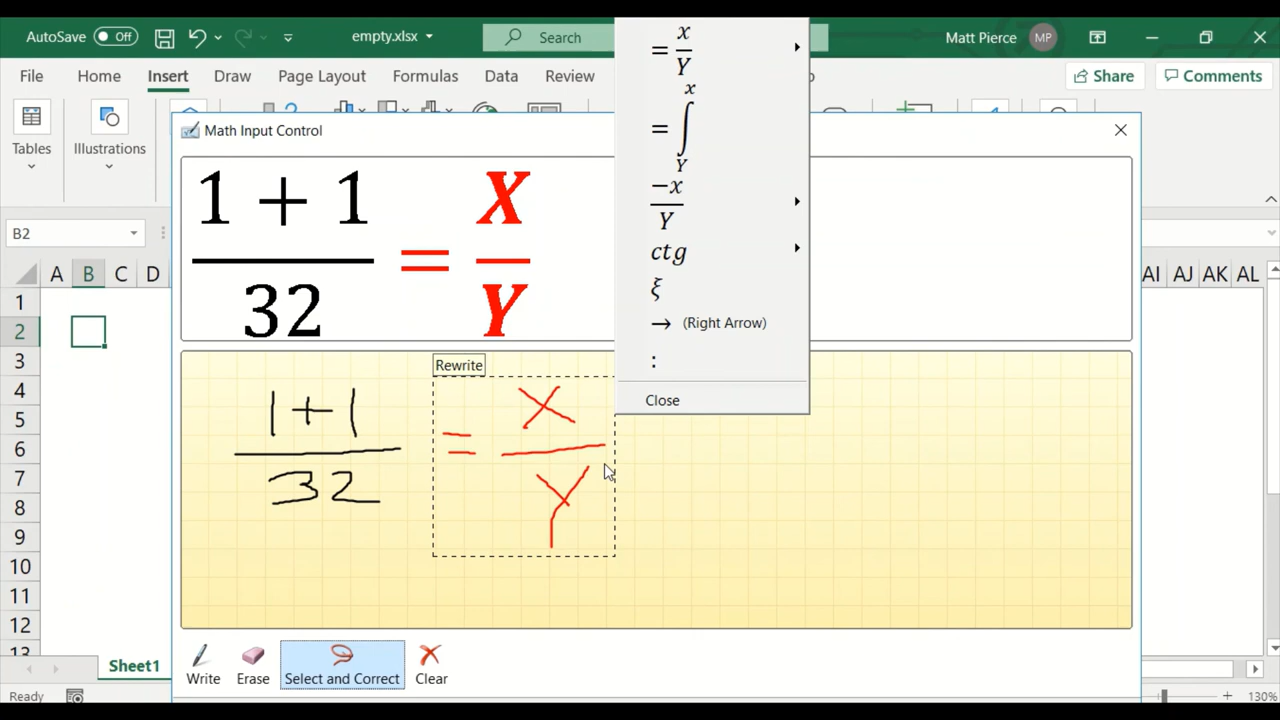 AutoSave Off empty.xlsx Search Matt Pierce MP
File Home Insert Draw Page Layout Formulas Data Review Share Comments
Tables Illustrations
Math Input Control
1 + 1
32
=
X
Y
= x/Y
= ∫ x Y
−x/Y
ctg
ξ
→ (Right Arrow)
:
Close
B2
A B C D AI AJ AK AL
1
2
3
4
5
6
7
8
9
10
11
12
13
Rewrite
1+1
32
=
X
Y
Write Erase Select and Correct Clear
Sheet1
Ready 130%